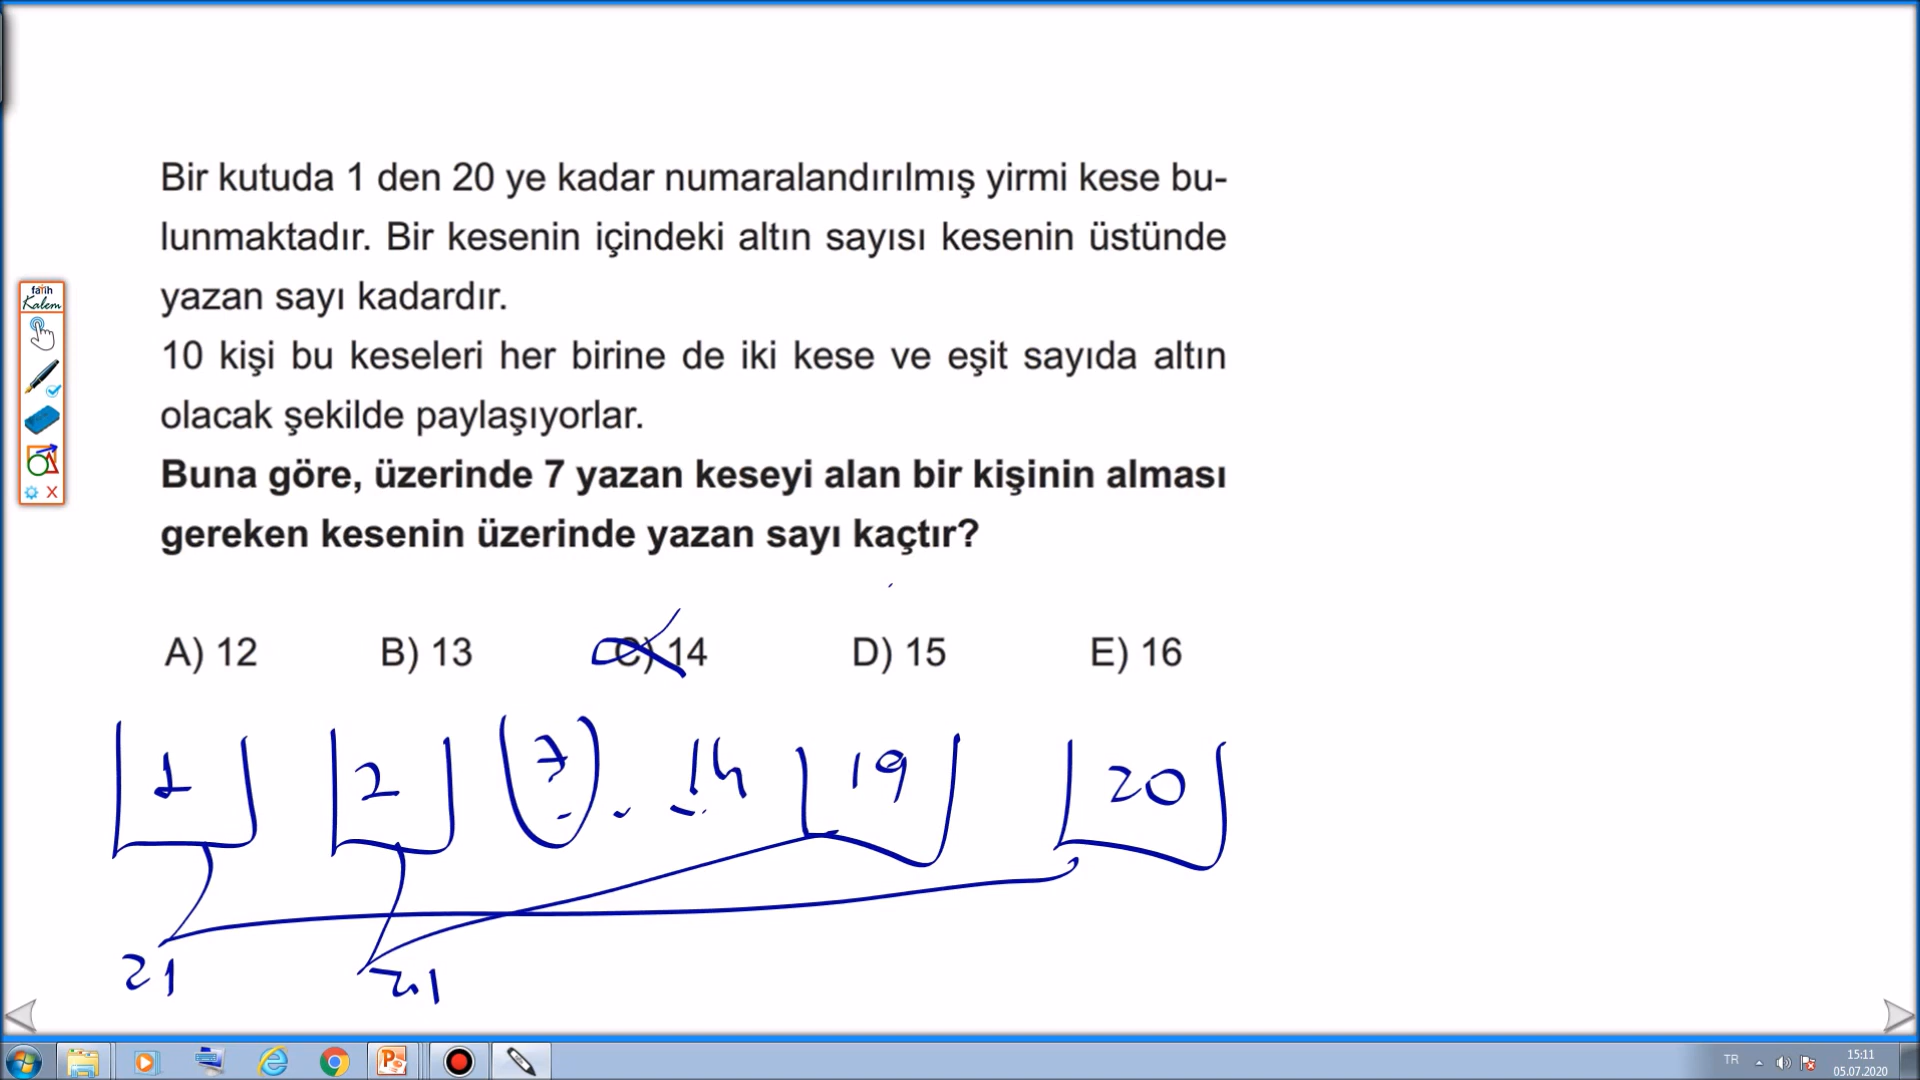 Bir kutuda 1 den 20 ye kadar numaralandırılmış yirmi kese bu-
lunmaktadır. Bir kesenin içindeki altın sayısı kesenin üstünde
yazan sayı kadardır.
10 kişi bu keseleri her birine de iki kese ve eşit sayıda altın
olacak şekilde paylaşıyorlar.
Buna göre, üzerinde 7 yazan keseyi alan bir kişinin alması
gereken kesenin üzerinde yazan sayı kaçtır?
A) 12 B) 13 C) 14 D) 15 E) 16
1 2 7 . . 14 19 20
21 21
fatih
Kalem
TR 15:11
05.07.2020